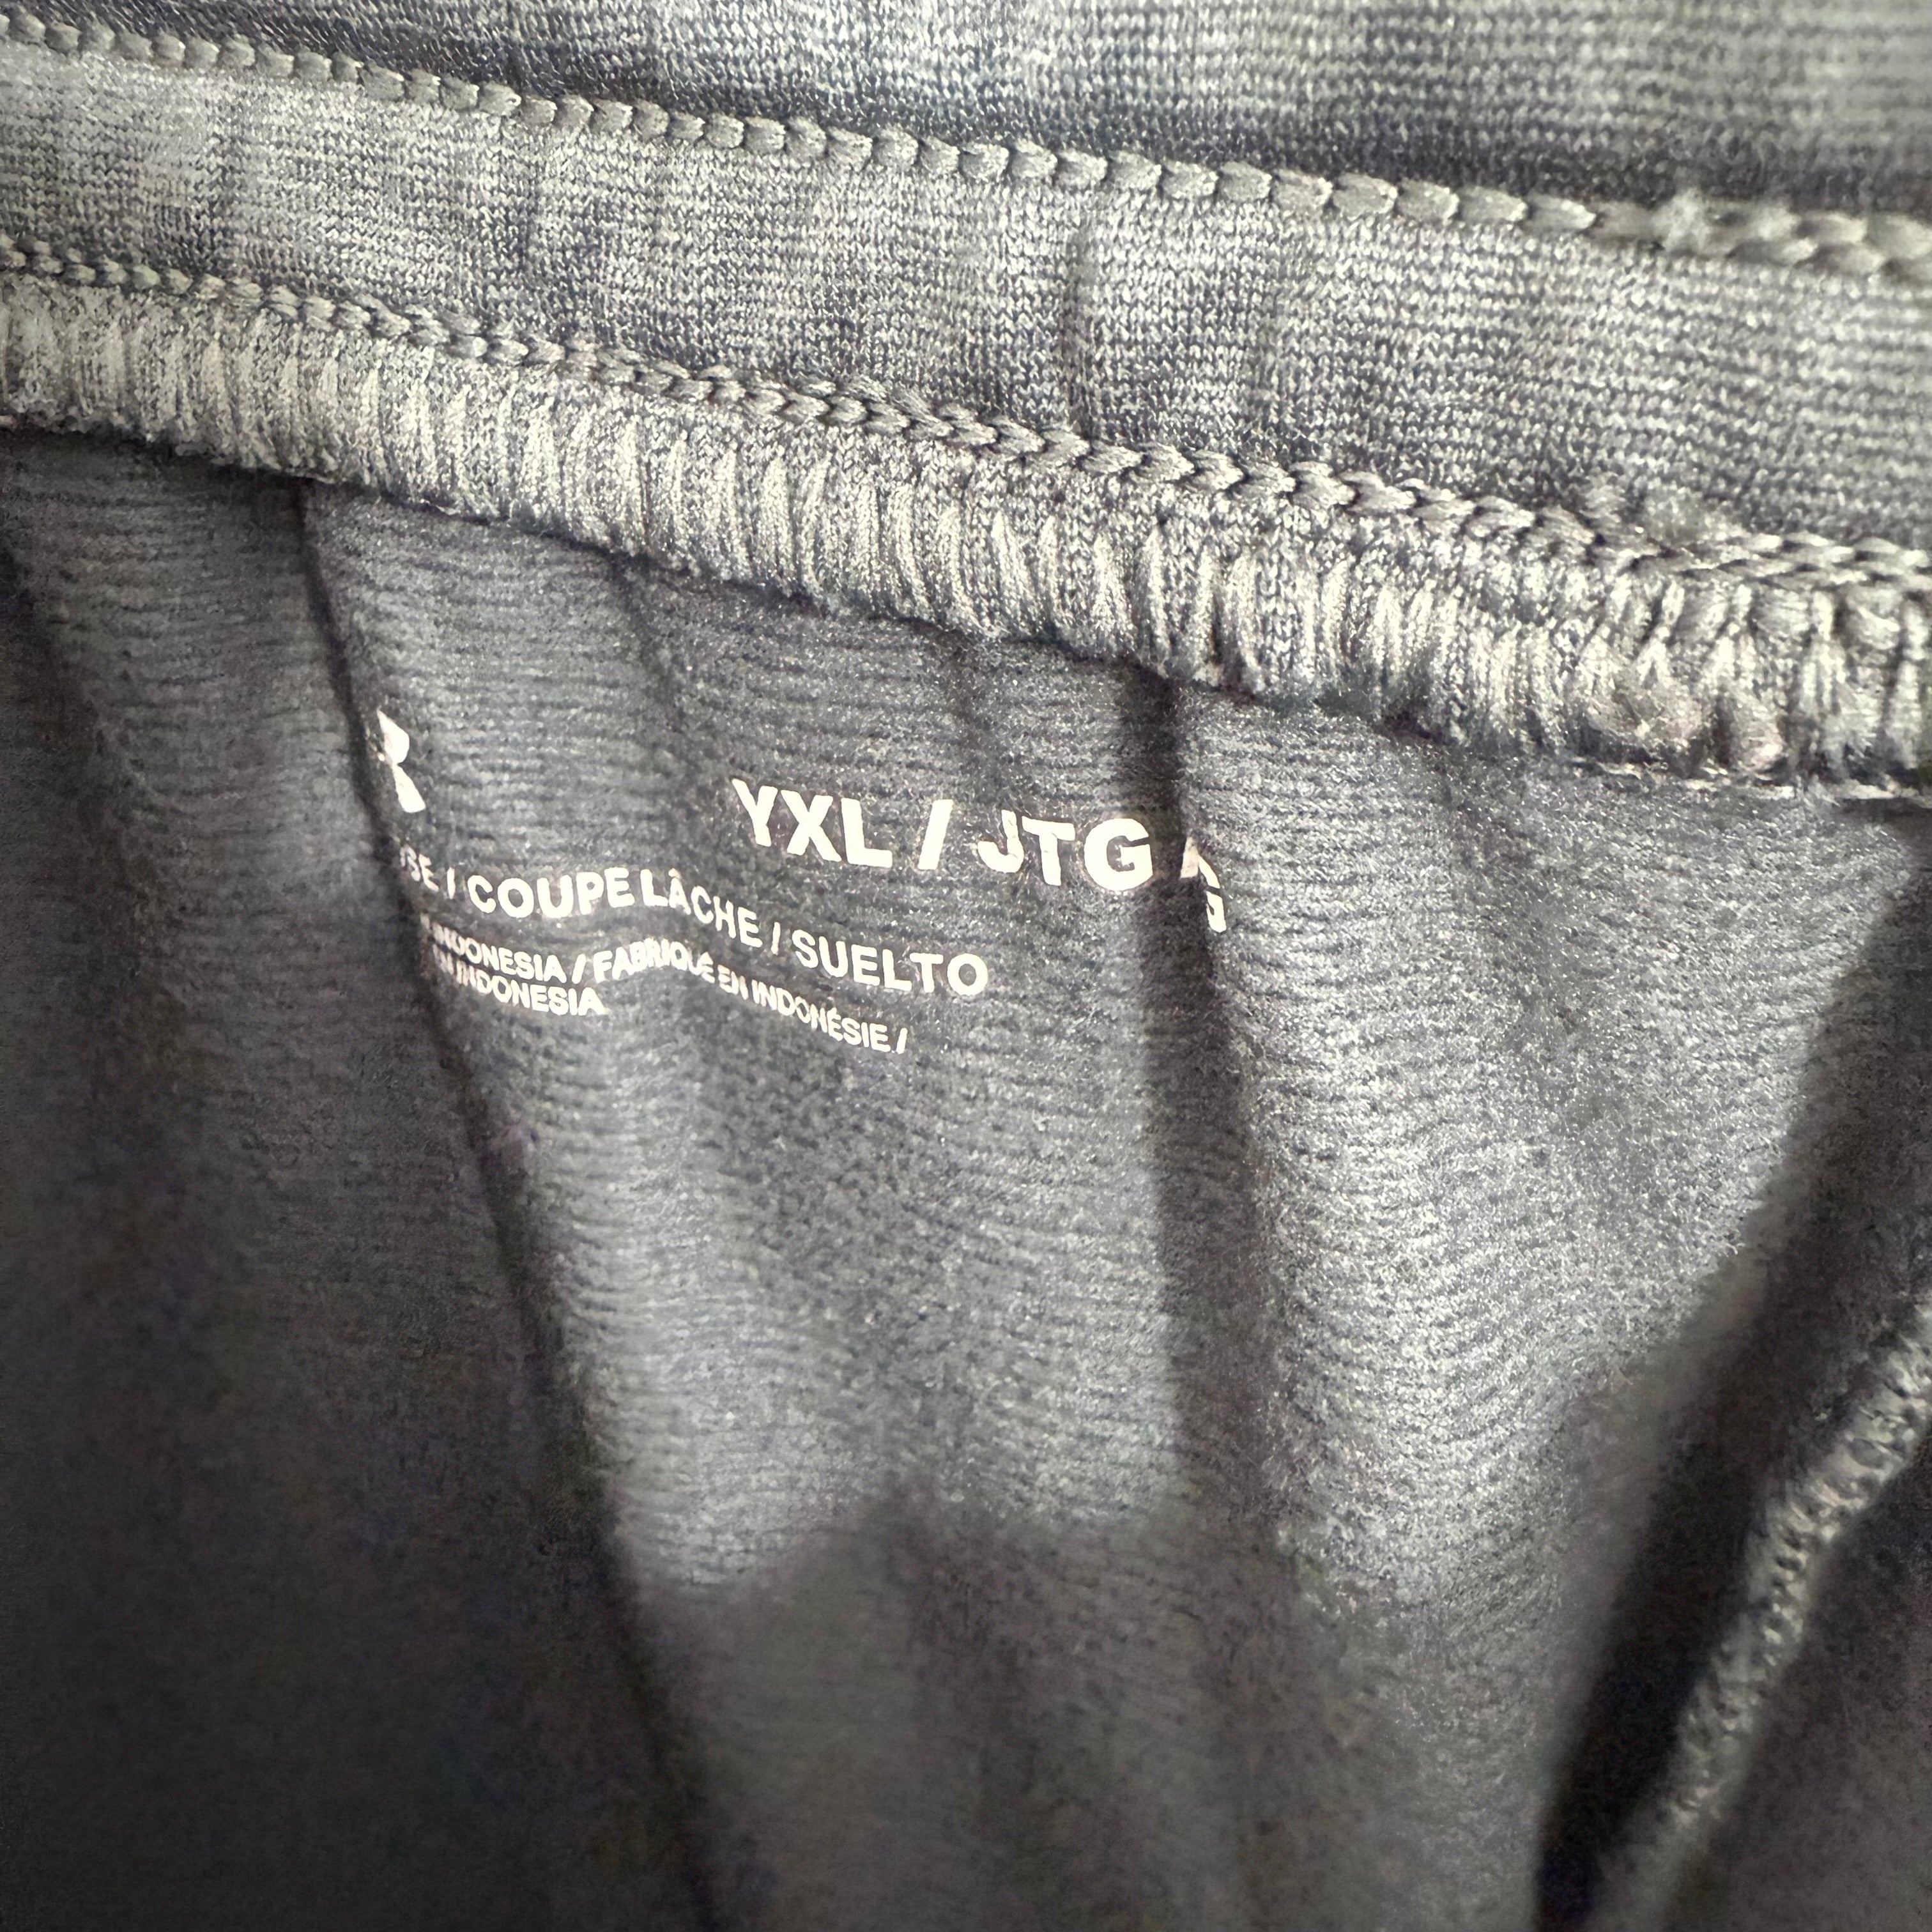 YXL / JTG
/ COUPE LÂCHE / SUELTO
INDONESIA / FABRIQUÉ EN INDONÉSIE /
INDONESIA